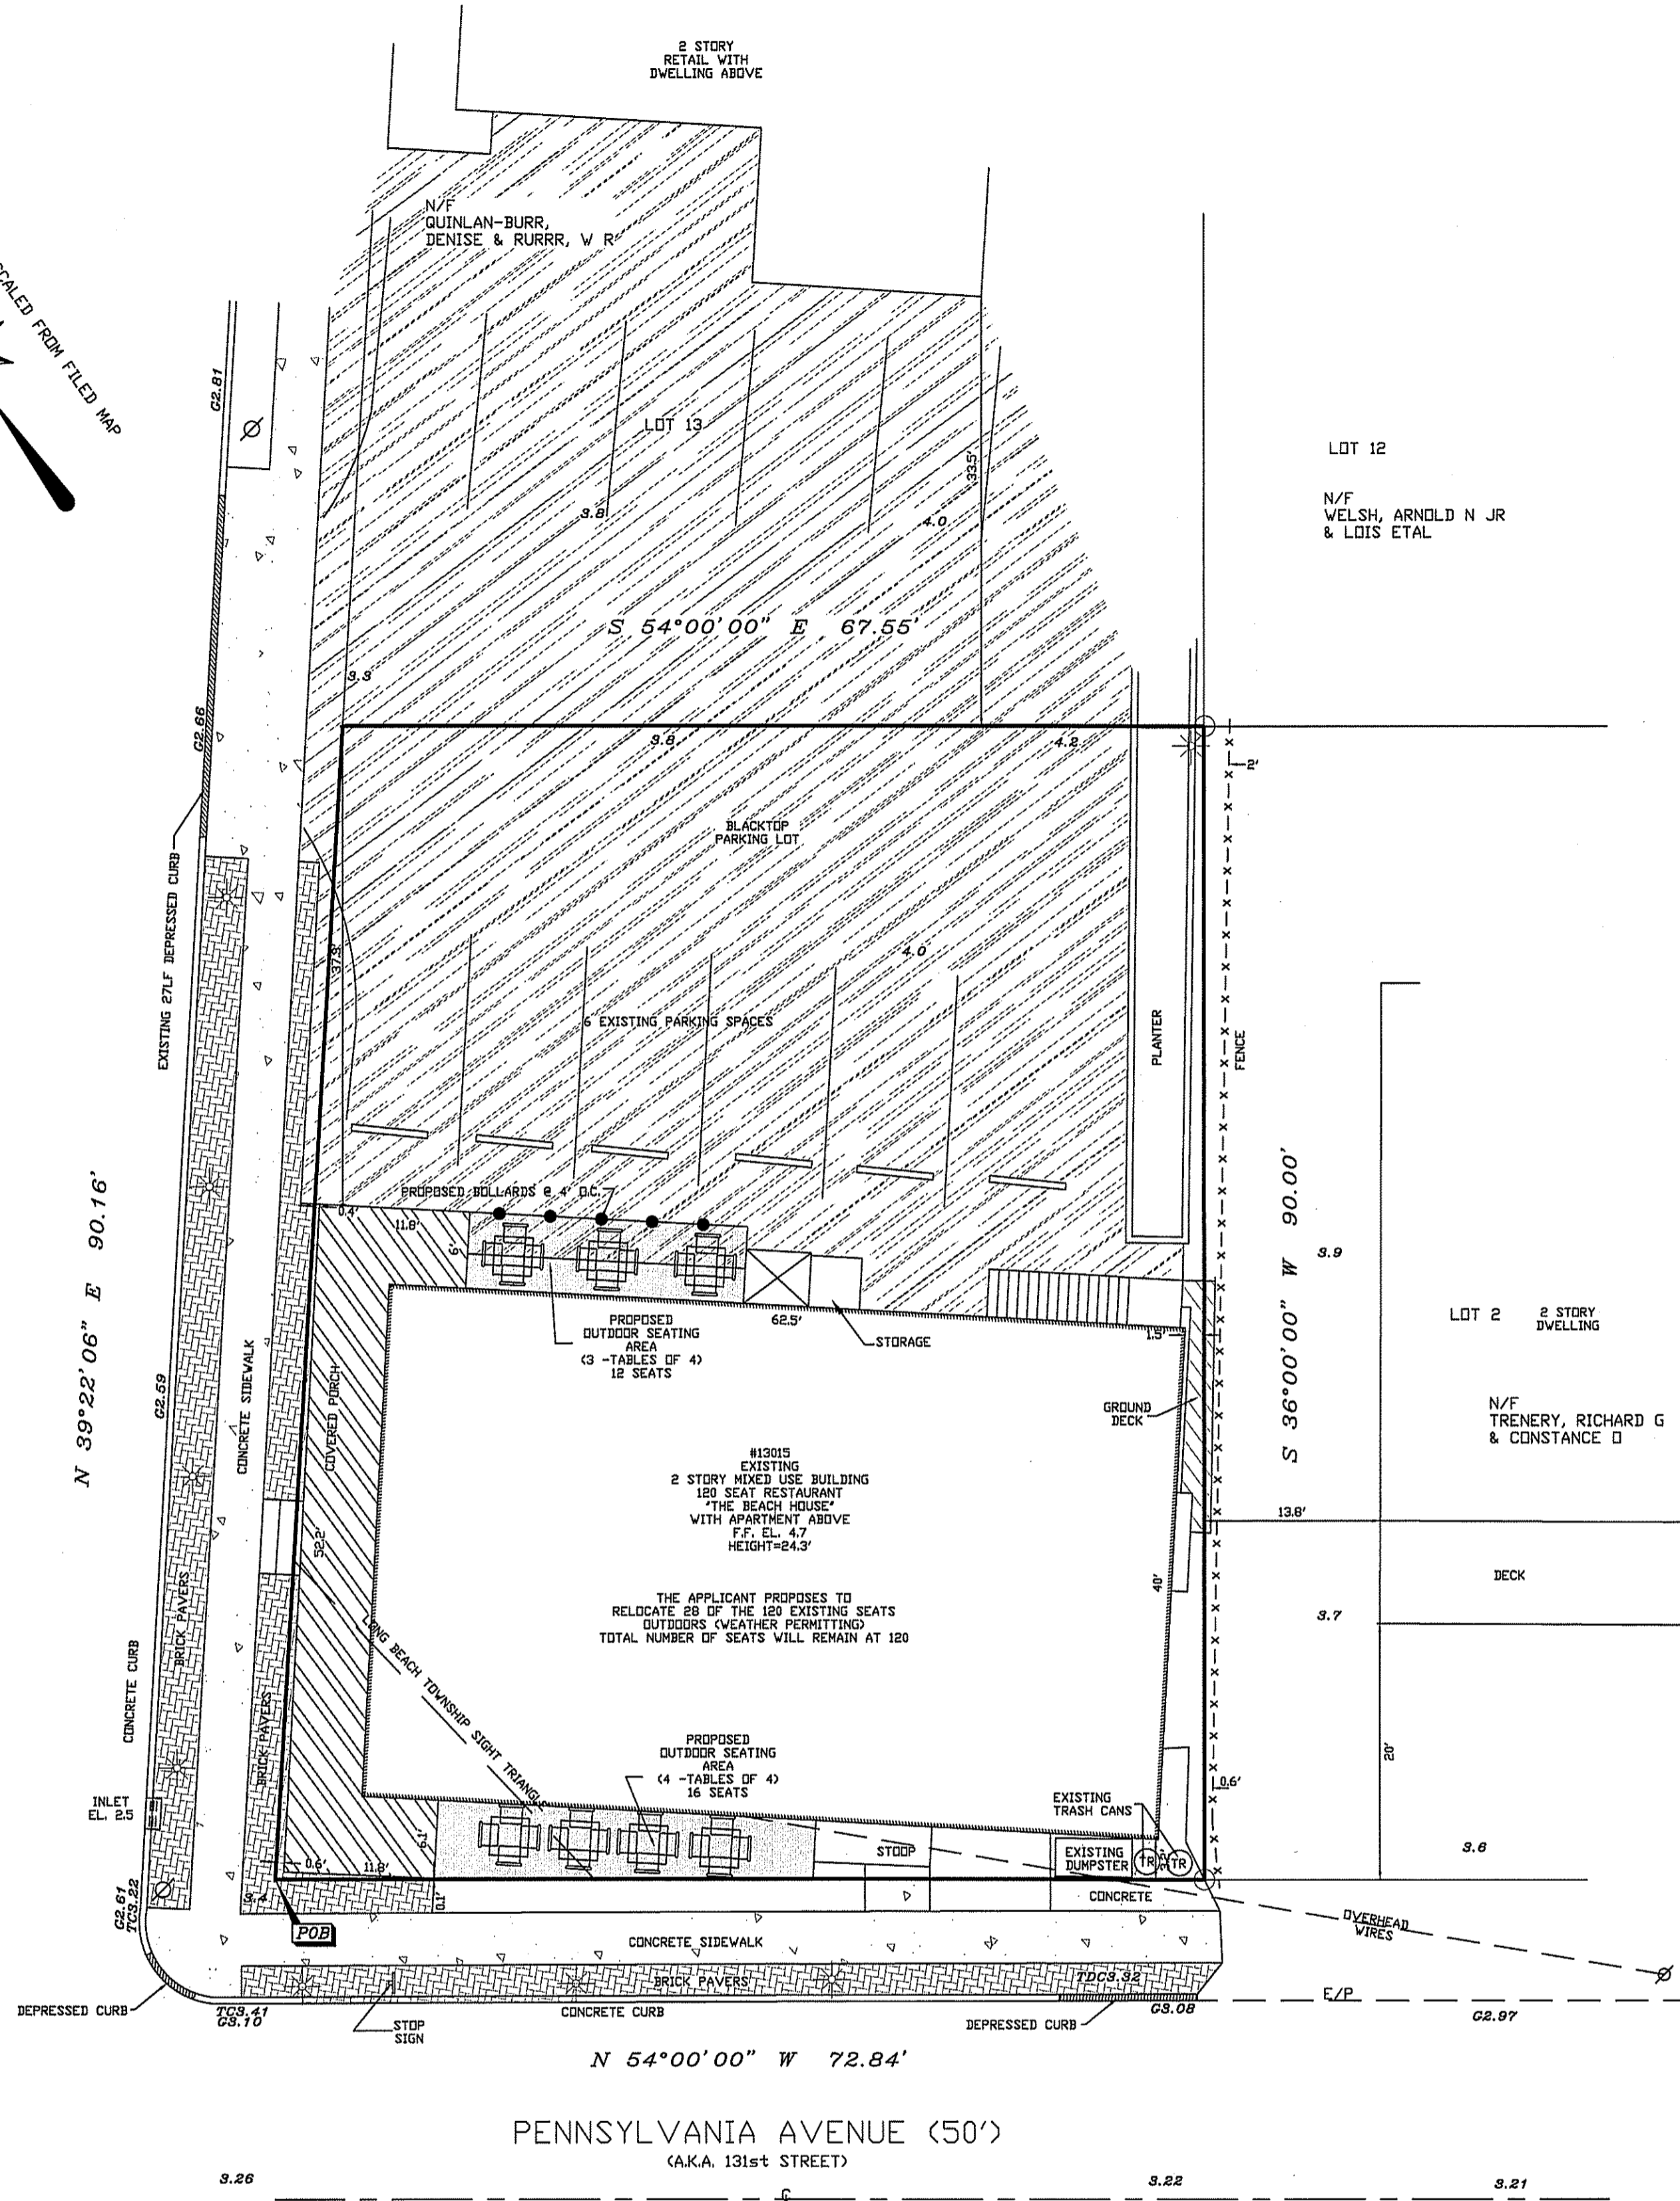 2 STORY
RETAIL WITH
DWELLING ABOVE
N/F
QUINLAN-BURR,
DENISE & RURRR, W R
SCALED FROM FILED MAP
G2.81
LOT 13
33.5'
LOT 12
N/F
WELSH, ARNOLD N JR
& LOIS ETAL
3.8
4.0
S 54°00'00" E 67.55'
3.3
G2.66
3.8
4.2
2'
BLACKTOP
PARKING LOT
EXISTING 27LF DEPRESSED CURB
37.9'
4.0
6 EXISTING PARKING SPACES
PLANTER
FENCE
N 39°22'06" E 90.16'
S 36°00'00" W 90.00'
PROPOSED BOLLARDS @ 4' O.C.
0.4'
11.8'
6'
3.9
PROPOSED
OUTDOOR SEATING
AREA
(3 -TABLES OF 4)
12 SEATS
62.5'
STORAGE
1.5'
LOT 2
2 STORY
DWELLING
G2.59
CONCRETE SIDEWALK
COVERED PORCH
GROUND
DECK
N/F
TRENERY, RICHARD G
& CONSTANCE O
#13015
EXISTING
2 STORY MIXED USE BUILDING
120 SEAT RESTAURANT
"THE BEACH HOUSE"
WITH APARTMENT ABOVE
F.F. EL. 4.7
HEIGHT=24.3'
13.8'
52.2'
DECK
40'
THE APPLICANT PROPOSES TO
RELOCATE 28 OF THE 120 EXISTING SEATS
OUTDOORS (WEATHER PERMITTING)
TOTAL NUMBER OF SEATS WILL REMAIN AT 120
3.7
BRICK PAVERS
CONCRETE CURB
BRICK PAVERS
LONG BEACH TOWNSHIP SIGHT TRIANGLE
PROPOSED
OUTDOOR SEATING
AREA
(4 -TABLES OF 4)
16 SEATS
20'
0.6'
INLET
EL. 2.5
EXISTING
TRASH CANS
6.1'
STOOP
EXISTING
DUMPSTER
TR
TR
3.6
0.6'
11.8'
3.4
0.1'
CONCRETE
G2.61
TC3.22
POB
CONCRETE SIDEWALK
OVERHEAD
WIRES
BRICK PAVERS
TDC3.32
DEPRESSED CURB
TC3.41
G3.10
STOP
SIGN
CONCRETE CURB
DEPRESSED CURB
G3.08
E/P
G2.97
N 54°00'00" W 72.84'
PENNSYLVANIA AVENUE (50')
(A.K.A. 131st STREET)
3.26
3.22
3.21